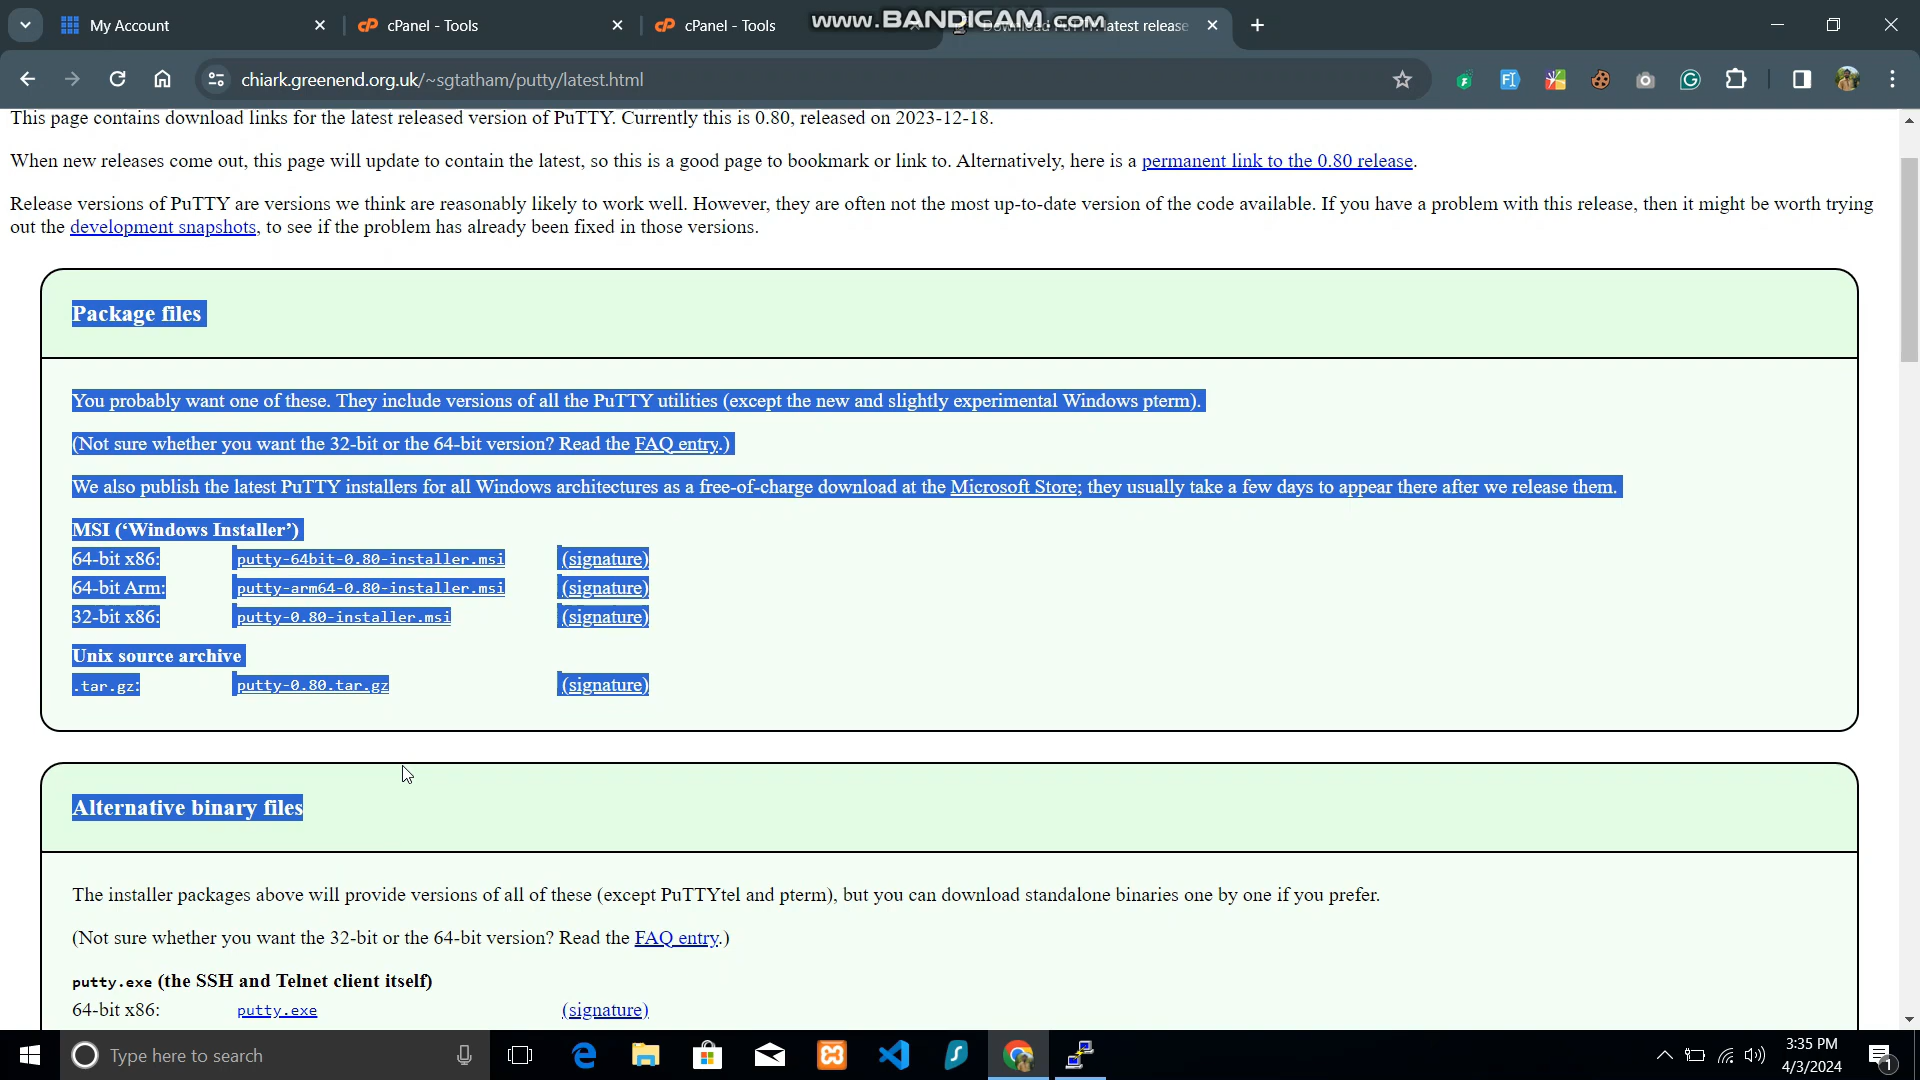 My Account
cPanel - Tools
cPanel - Tools
www.BANDICAM.com
Download PuTTY: latest release
chiark.greenend.org.uk/~sgtatham/putty/latest.html
This page contains download links for the latest released version of PuTTY. Currently this is 0.80, released on 2023-12-18.
When new releases come out, this page will update to contain the latest, so this is a good page to bookmark or link to. Alternatively, here is a permanent link to the 0.80 release.
Release versions of PuTTY are versions we think are reasonably likely to work well. However, they are often not the most up-to-date version of the code available. If you have a problem with this release, then it might be worth trying
out the development snapshots, to see if the problem has already been fixed in those versions.
Package files
You probably want one of these. They include versions of all the PuTTY utilities (except the new and slightly experimental Windows pterm).
(Not sure whether you want the 32-bit or the 64-bit version? Read the FAQ entry.)
We also publish the latest PuTTY installers for all Windows architectures as a free-of-charge download at the Microsoft Store; they usually take a few days to appear there after we release them.
MSI (‘Windows Installer’)
64-bit x86: putty-64bit-0.80-installer.msi (signature)
64-bit Arm: putty-arm64-0.80-installer.msi (signature)
32-bit x86: putty-0.80-installer.msi (signature)
Unix source archive
.tar.gz: putty-0.80.tar.gz (signature)
Alternative binary files
The installer packages above will provide versions of all of these (except PuTTYtel and pterm), but you can download standalone binaries one by one if you prefer.
(Not sure whether you want the 32-bit or the 64-bit version? Read the FAQ entry.)
putty.exe (the SSH and Telnet client itself)
64-bit x86: putty.exe (signature)
Type here to search
3:35 PM
4/3/2024
1